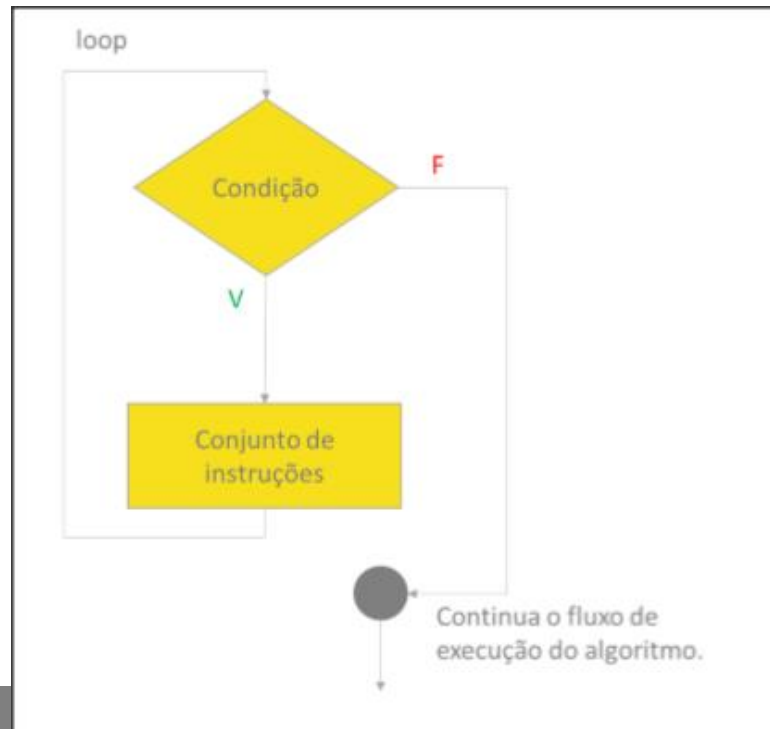 loop
F
Condição
V
Conjunto de
instruções
Continua o fluxo de
execução do algoritmo.